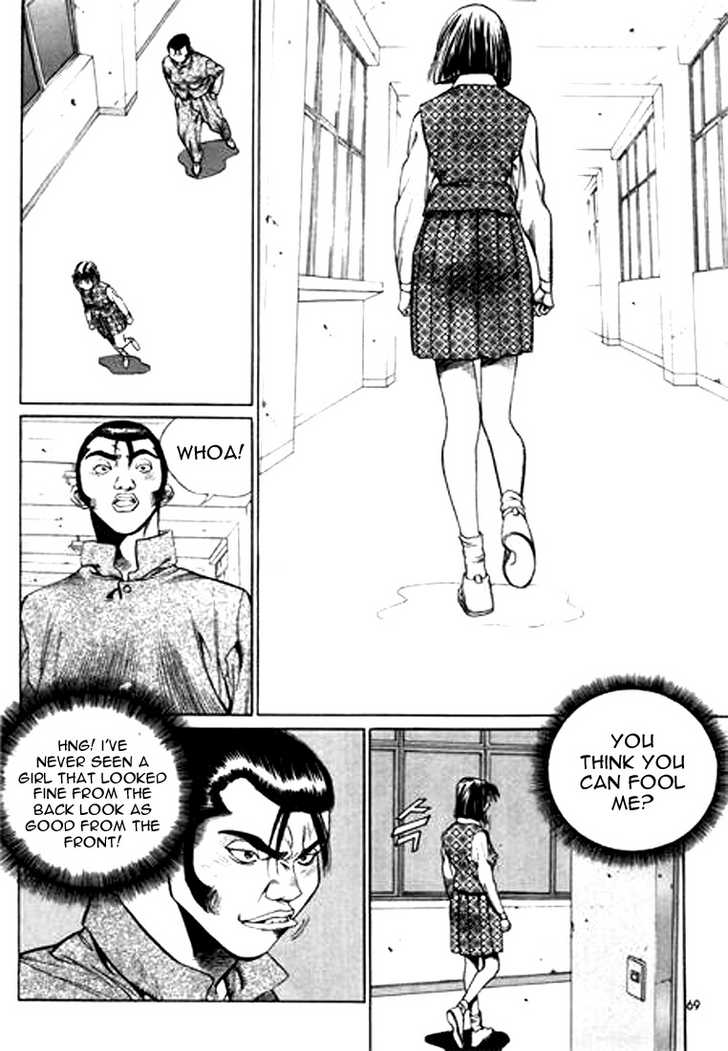 WHOA!
HNG! I'VE
NEVER SEEN A
GIRL THAT LOOKED
FINE FROM THE
BACK LOOK AS
GOOD FROM THE
FRONT!
YOU
THINK YOU
CAN FOOL
ME?
69